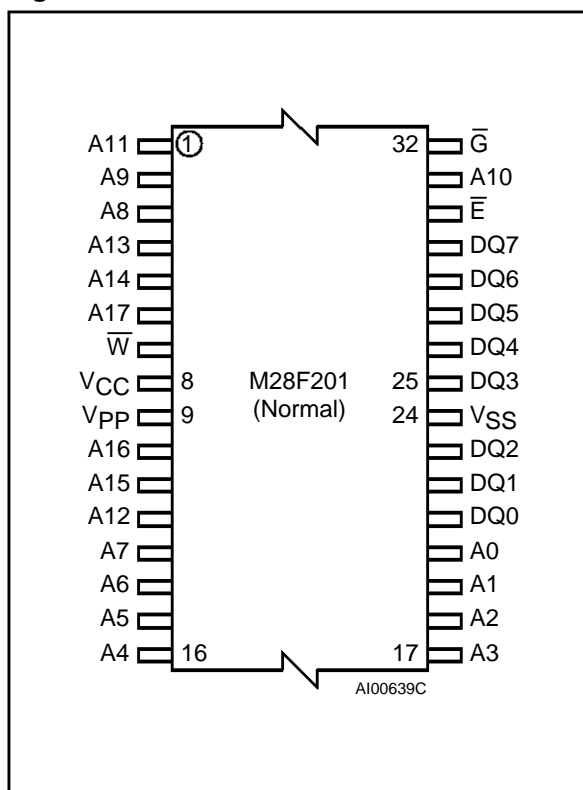 A11 1 32 G̅
A9 A10
A8 E̅
A13 DQ7
A14 DQ6
A17 DQ5
W̅ DQ4
VCC 8 M28F201 25 DQ3
VPP 9 (Normal) 24 VSS
A16 DQ2
A15 DQ1
A12 DQ0
A7 A0
A6 A1
A5 A2
A4 16 17 A3
AI00639C